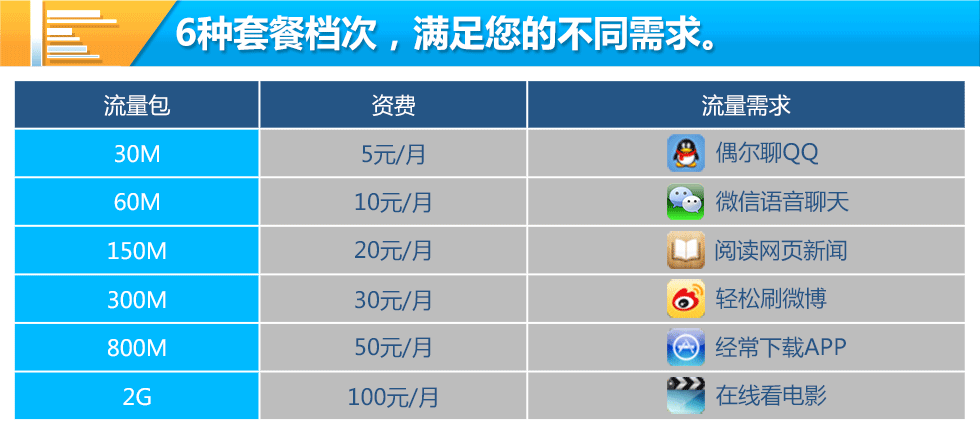 6种套餐档次，满足您的不同需求。
流量包 资费 流量需求
30M 5元/月 偶尔聊QQ
60M 10元/月 微信语音聊天
150M 20元/月 阅读网页新闻
300M 30元/月 轻松刷微博
800M 50元/月 经常下载APP
2G 100元/月 在线看电影